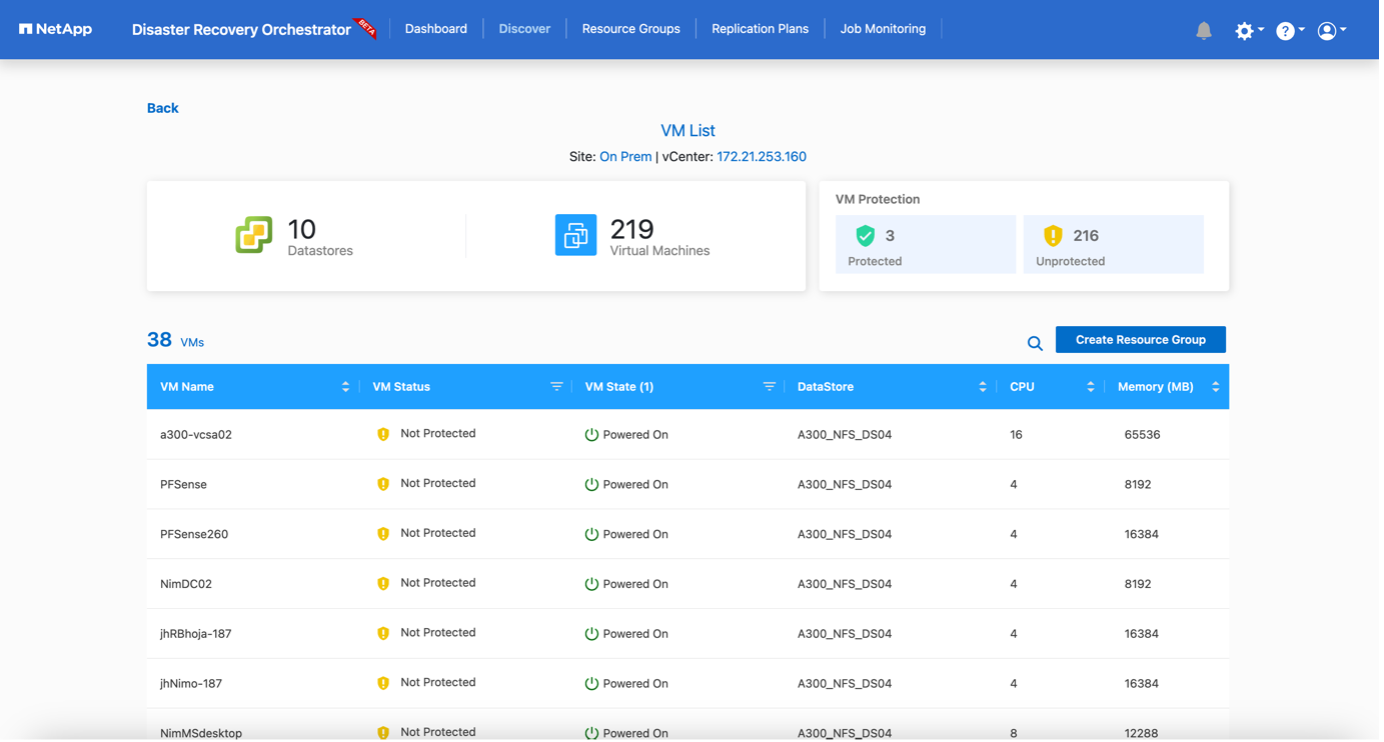 NetApp Disaster Recovery Orchestrator BETA Dashboard Discover Resource Groups Replication Plans Job Monitoring ?
Back
VM List
Site: On Prem | vCenter: 172.21.253.160
10
Datastores
219
Virtual Machines
VM Protection
3
Protected
216
Unprotected
38 VMs
Create Resource Group
VM Name VM Status VM State (1) DataStore CPU Memory (MB)
a300-vcsa02 Not Protected Powered On A300_NFS_DS04 16 65536
PFSense Not Protected Powered On A300_NFS_DS04 4 8192
PFSense260 Not Protected Powered On A300_NFS_DS04 4 16384
NimDC02 Not Protected Powered On A300_NFS_DS04 4 8192
jhRBhoja-187 Not Protected Powered On A300_NFS_DS04 4 16384
jhNimo-187 Not Protected Powered On A300_NFS_DS04 4 16384
NimMSdesktop Not Protected Powered On A300_NFS_DS04 8 12288